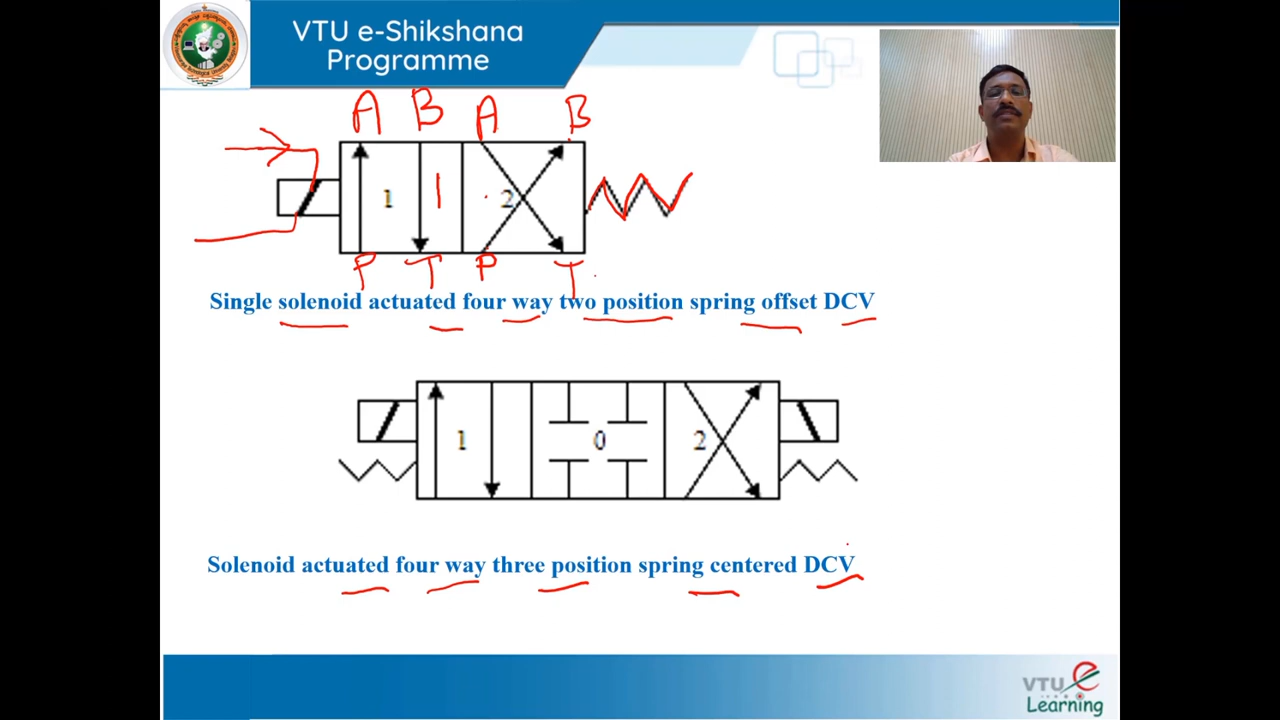 VTU e-Shikshana
Programme
A B A B
1 1 2
P T P T
Single solenoid actuated four way two position spring offset DCV
1 0 2
Solenoid actuated four way three position spring centered DCV
VTU e
Learning